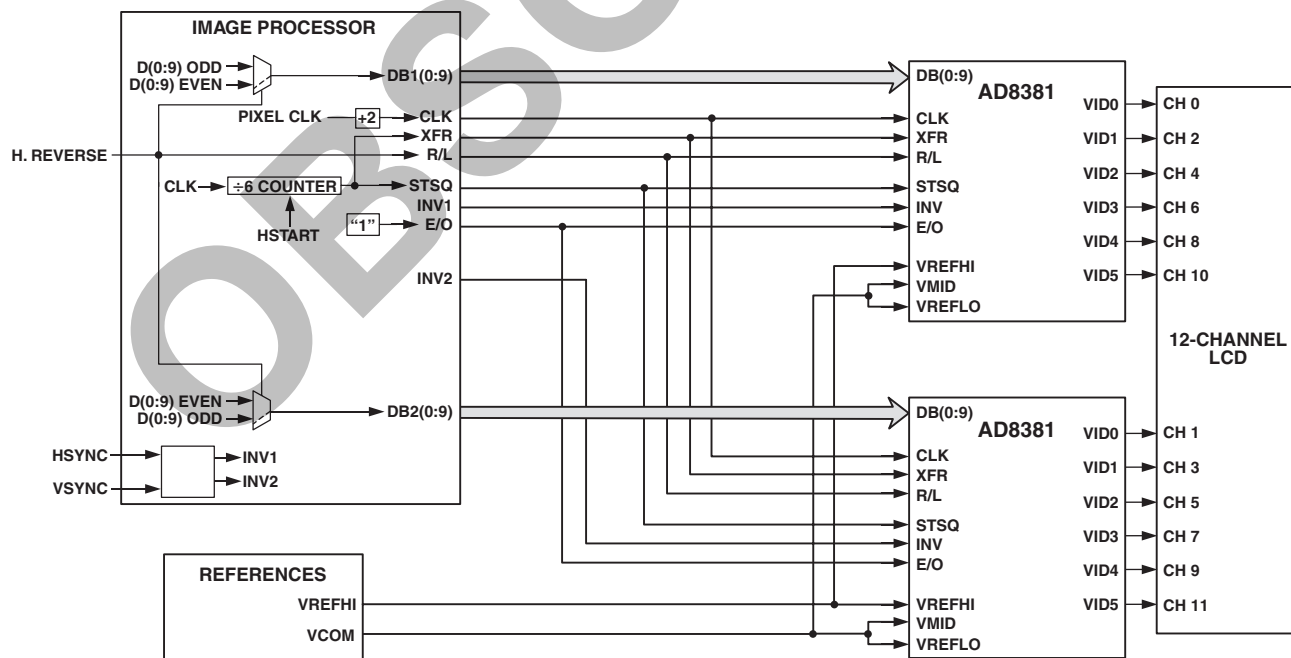 IMAGE PROCESSOR
D(0:9) ODD
D(0:9) EVEN
DB1(0:9)
PIXEL CLK
÷2
CLK
XFR
H. REVERSE
R/L
CLK
÷6 COUNTER
STSQ
INV1
HSTART
"1"
E/O
INV2
D(0:9) EVEN
D(0:9) ODD
DB2(0:9)
HSYNC
VSYNC
INV1
INV2
REFERENCES
VREFHI
VCOM
DB(0:9)
AD8381
CLK
XFR
R/L
STSQ
INV
E/O
VREFHI
VMID
VREFLO
VID0
VID1
VID2
VID3
VID4
VID5
CH 0
CH 2
CH 4
CH 6
CH 8
CH 10
12-CHANNEL
LCD
DB(0:9)
AD8381
CLK
XFR
R/L
STSQ
INV
E/O
VREFHI
VMID
VREFLO
VID0
VID1
VID2
VID3
VID4
VID5
CH 1
CH 3
CH 5
CH 7
CH 9
CH 11
OBSO